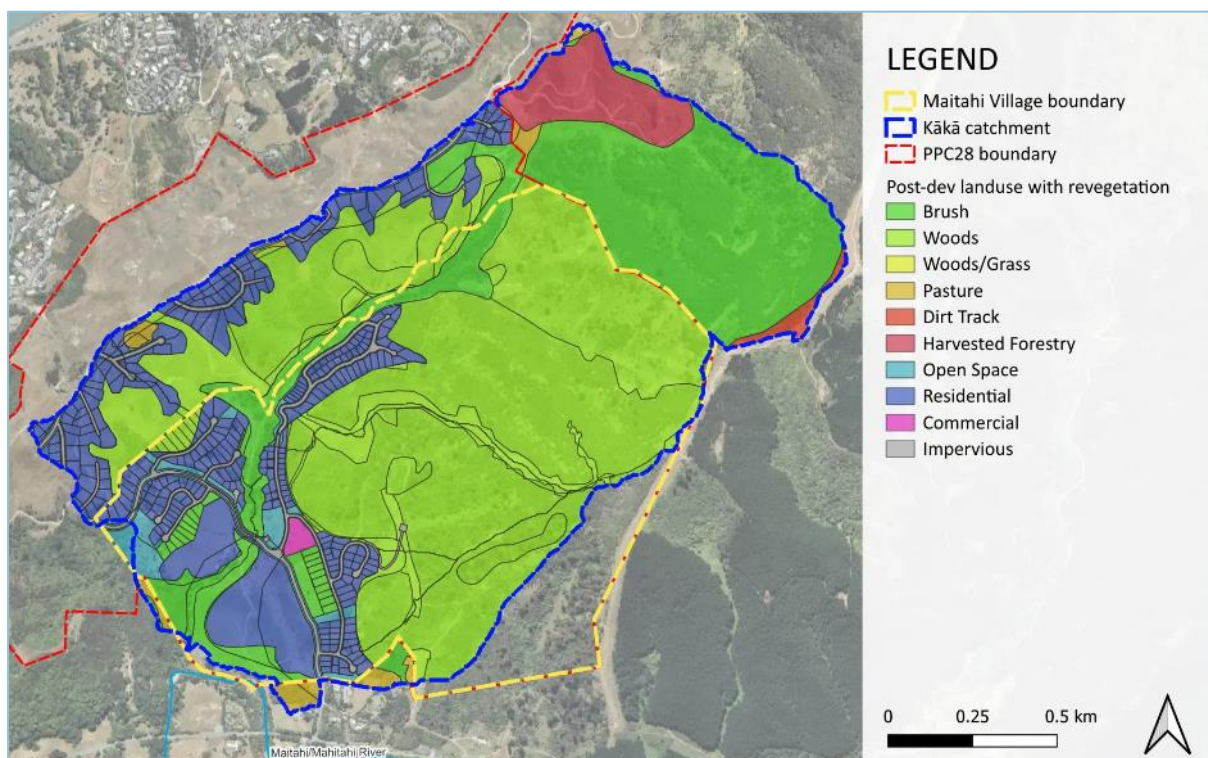 LEGEND
Maitahi Village boundary
Kākā catchment
PPC28 boundary
Post-dev landuse with revegetation
Brush
Woods
Woods/Grass
Pasture
Dirt Track
Harvested Forestry
Open Space
Residential
Commercial
Impervious
0 0.25 0.5 km
Maitahi/Mahitahi River